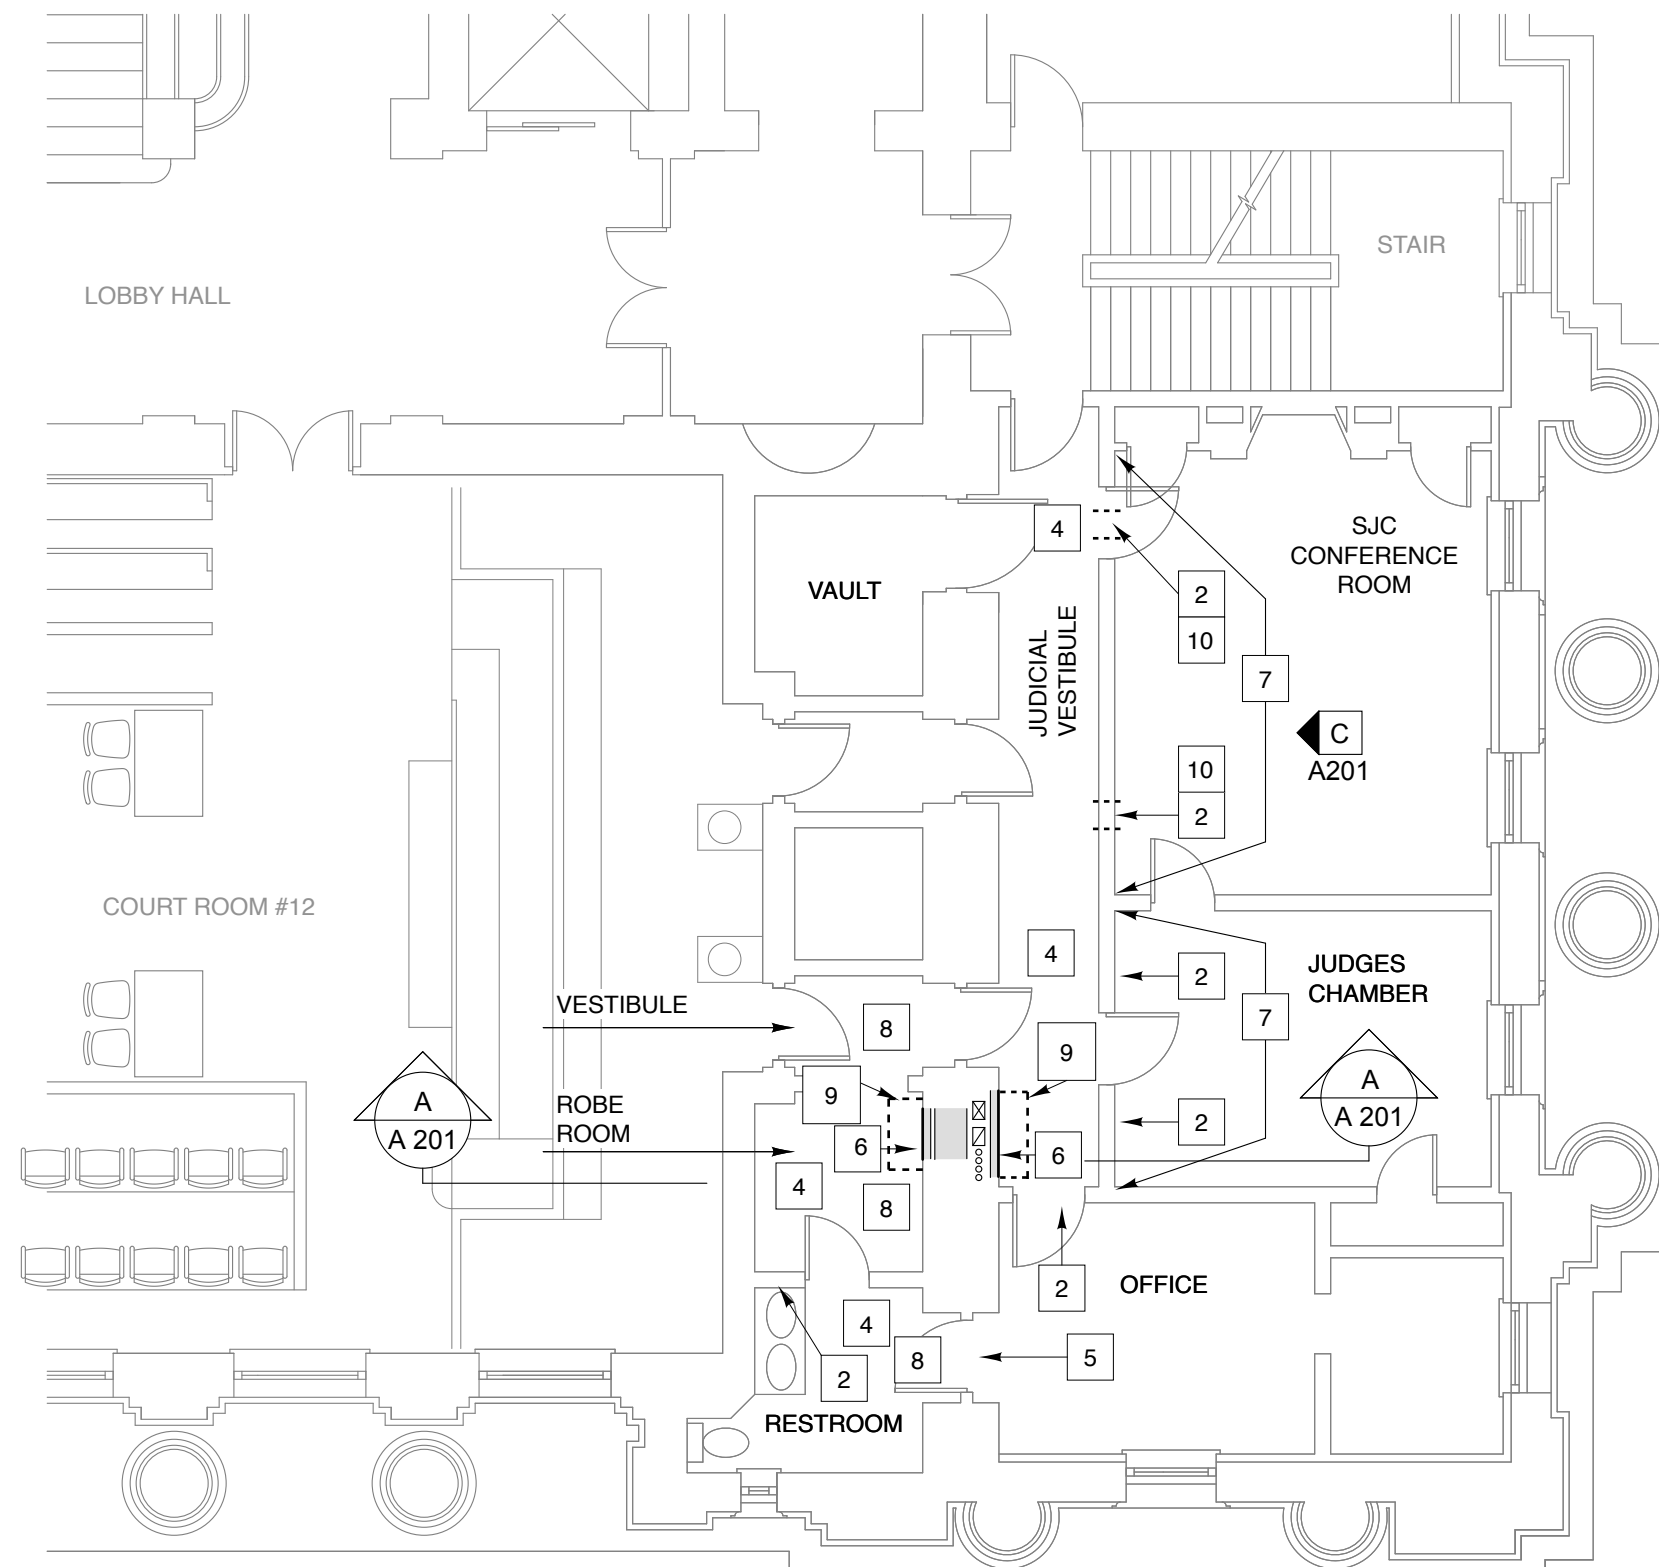 STAIR
LOBBY HALL
4
SJC
CONFERENCE
ROOM
VAULT
2
10
JUDICIAL
VESTIBULE
7
C
A201
10
2
COURT ROOM #12
4
2
JUDGES
CHAMBER
VESTIBULE
8
7
9
9
A
A 201
ROBE
ROOM
6
6
2
A
A 201
4
8
2
OFFICE
4
8
5
2
RESTROOM